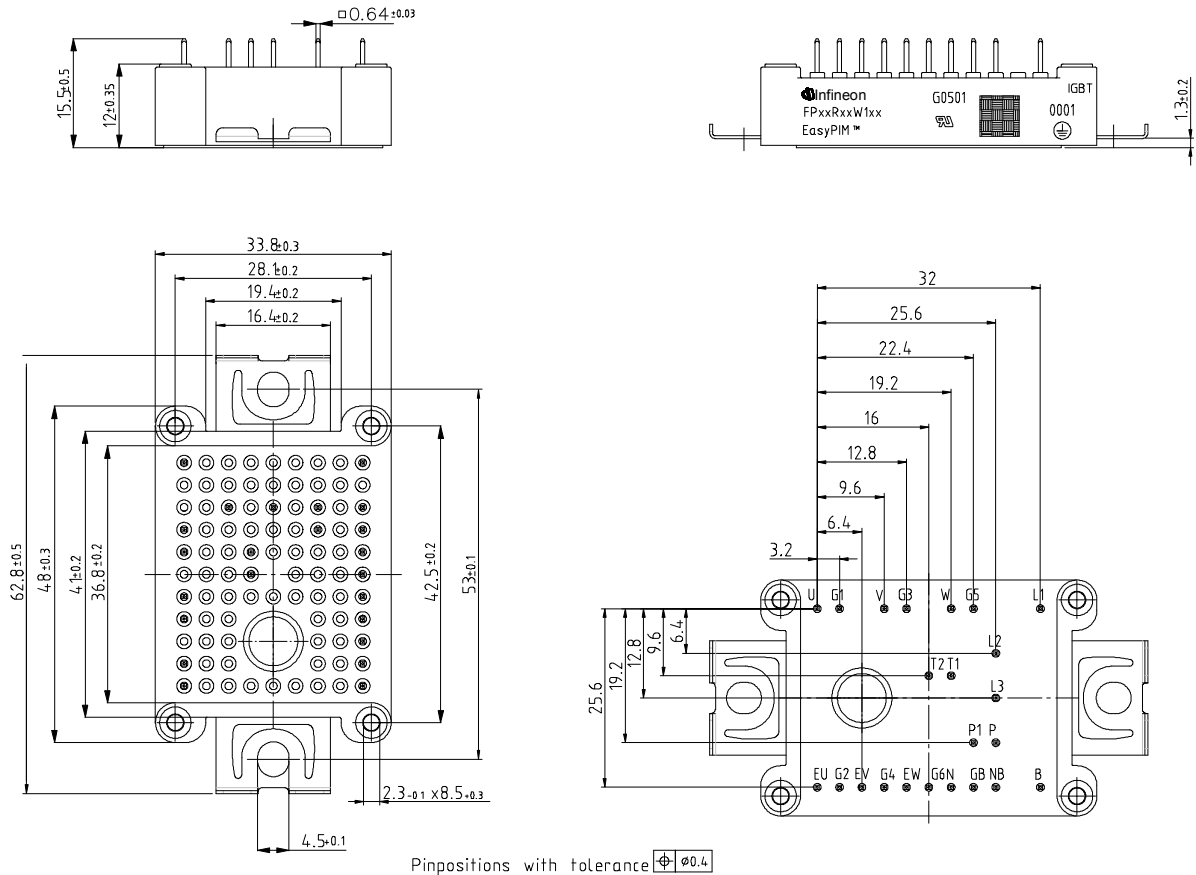 0.64±0.03
15.5±0.5
12±0.35
Infineon
FPxxRxxW1xx
EasyPIM™
G0501
IGBT
0001
1.3±0.2
33.8±0.3
28.1±0.2
19.4±0.2
16.4±0.2
62.8±0.5
48±0.3
41±0.2
36.8±0.2
42.5±0.2
53±0.1
2.3-0.1 x8.5+0.3
4.5+0.1
32
25.6
22.4
19.2
16
12.8
9.6
6.4
3.2
U G1 V G3 W G5 L1
25.6
19.2
12.8
9.6
6.4
L2
T2 T1
L3
P1 P
EU G2 EV G4 EW G6 N GB NB B
Pinpositions with tolerance ⌖ ø0.4